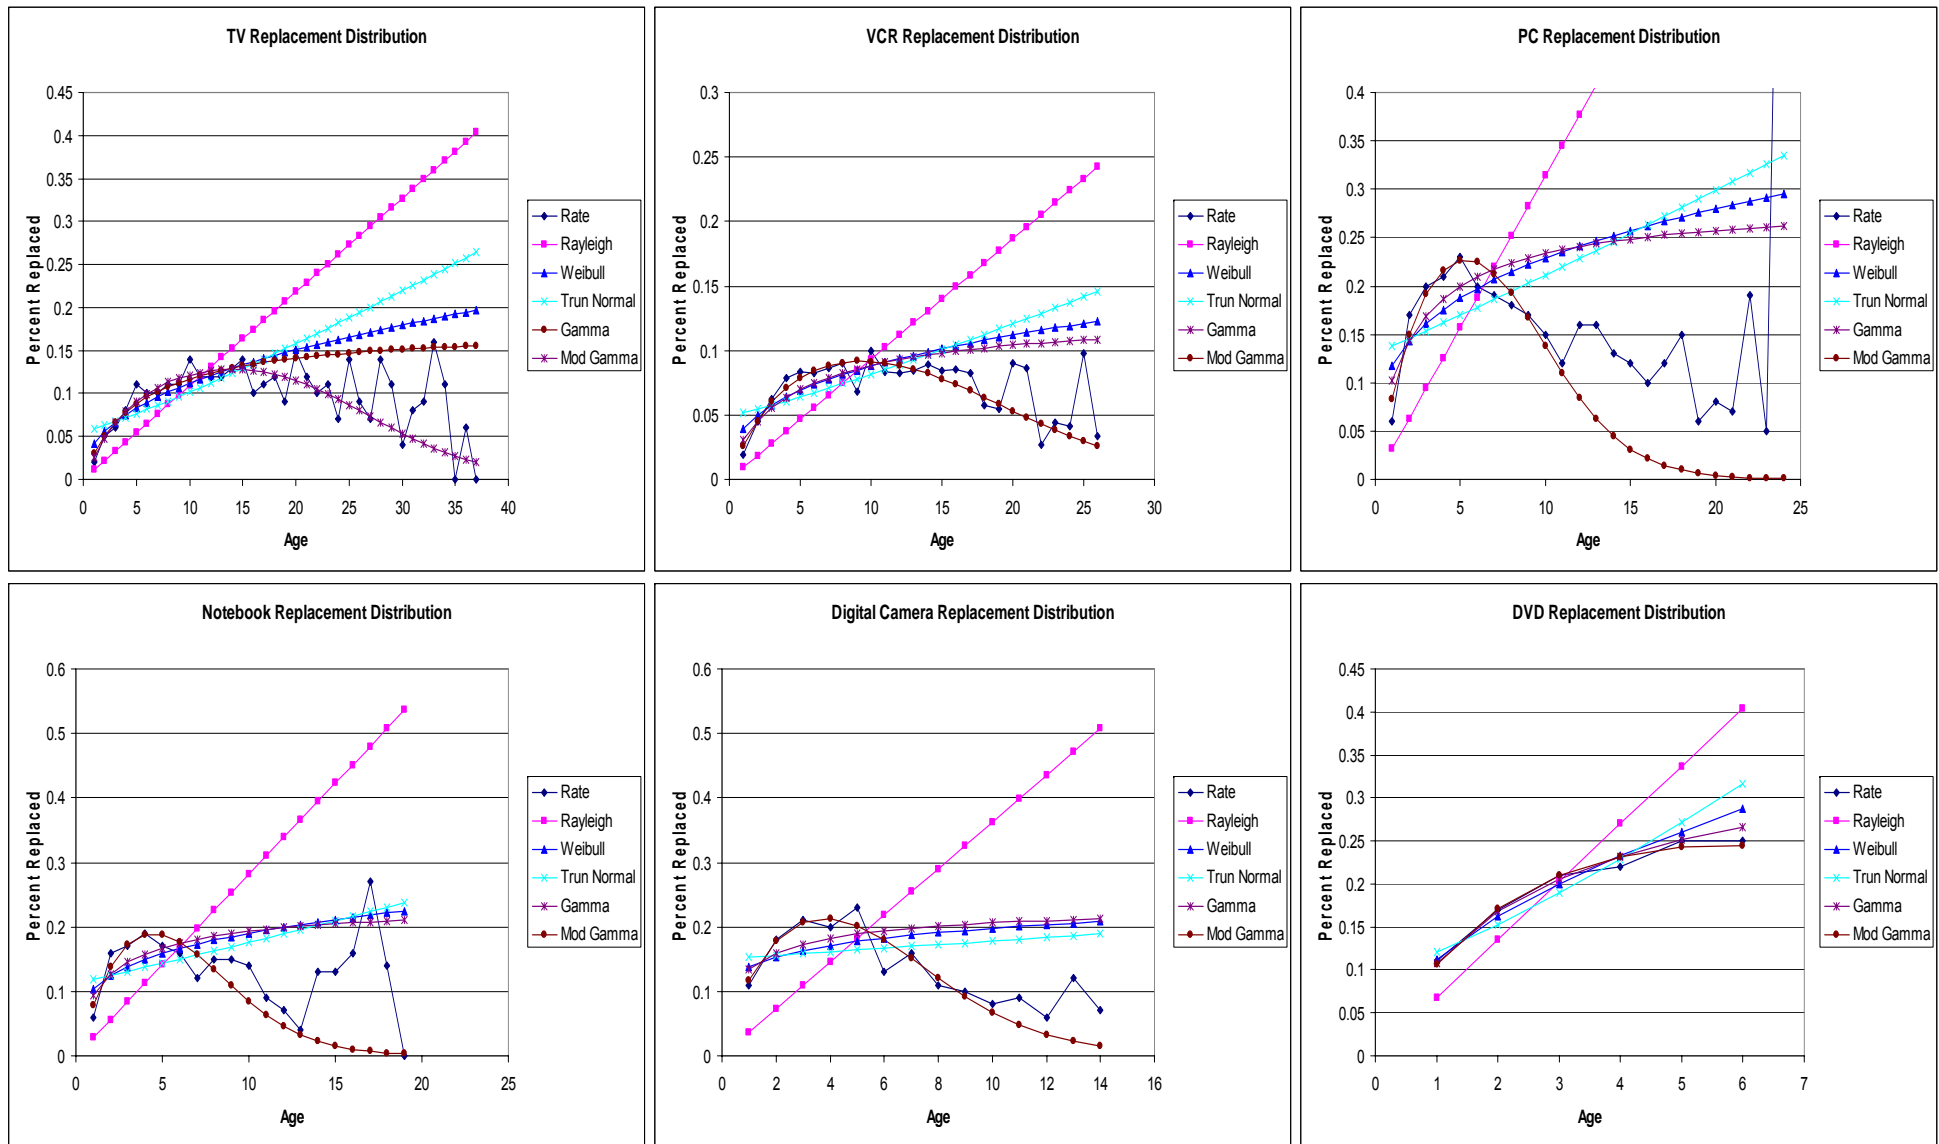 TV Replacement Distribution
Percent Replaced
0.45
0.4
0.35
0.3
0.25
0.2
0.15
0.1
0.05
0
0 5 10 15 20 25 30 35 40
Age
Rate
Rayleigh
Weibull
Trun Normal
Gamma
Mod Gamma
VCR Replacement Distribution
Percent Replaced
0.3
0.25
0.2
0.15
0.1
0.05
0
0 5 10 15 20 25 30
Age
Rate
Rayleigh
Weibull
Trun Normal
Gamma
Mod Gamma
PC Replacement Distribution
Percent Replaced
0.4
0.35
0.3
0.25
0.2
0.15
0.1
0.05
0
0 5 10 15 20 25
Age
Rate
Rayleigh
Weibull
Trun Normal
Gamma
Mod Gamma
Notebook Replacement Distribution
Percent Replaced
0.6
0.5
0.4
0.3
0.2
0.1
0
0 5 10 15 20 25
Age
Rate
Rayleigh
Weibull
Trun Normal
Gamma
Mod Gamma
Digital Camera Replacement Distribution
Percent Replaced
0.6
0.5
0.4
0.3
0.2
0.1
0
0 2 4 6 8 10 12 14 16
Age
Rate
Rayleigh
Weibull
Trun Normal
Gamma
Mod Gamma
DVD Replacement Distribution
Percent Replaced
0.45
0.4
0.35
0.3
0.25
0.2
0.15
0.1
0.05
0
0 1 2 3 4 5 6 7
Age
Rate
Rayleigh
Weibull
Trun Normal
Gamma
Mod Gamma